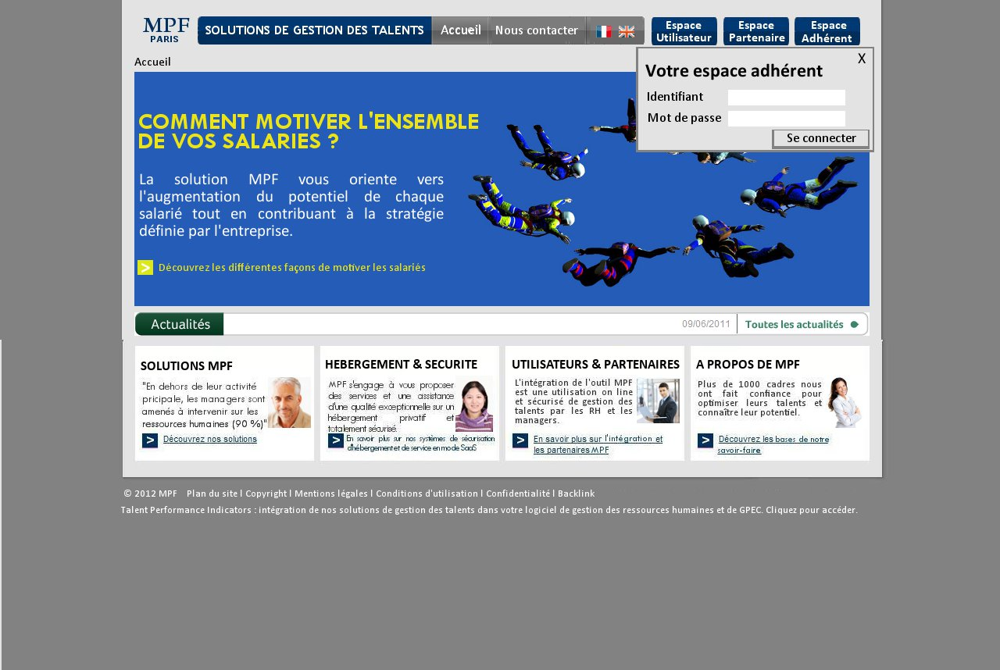 MPF
PARIS
SOLUTIONS DE GESTION DES TALENTS
Accueil
Nous contacter
Espace
Utilisateur
Espace
Partenaire
Espace
Adhérent
Accueil
X
Votre espace adhérent
Identifiant
Mot de passe
Se connecter
COMMENT MOTIVER L'ENSEMBLE
DE VOS SALARIES ?
La solution MPF vous oriente vers
l'augmentation du potentiel de chaque
salarié tout en contribuant à la stratégie
définie par l'entreprise.
> Découvrez les différentes façons de motiver les salariés
Actualités
09/06/2011
Toutes les actualités
SOLUTIONS MPF
"En dehors de leur activité
pricipale, les managers sont
amenés à intervenir sur les
ressources humaines (90 %)"
> Découvrez nos solutions
HEBERGEMENT & SECURITE
MPF s'engage à vous proposer
des services et une assistance
d'une qualité exceptionnelle sur un
hébergement privatif et
totalement sécurisé.
> En savoir plus sur nos systèmes de sécurisation
d'hébergement et de service en mode SaaS
UTILISATEURS & PARTENAIRES
L'intégration de l'outil MPF
est une utilisation on line
et sécurisé de gestion des
talents par les RH et les
managers.
> En savoir plus sur l'intégration et
les partenaires MPF
A PROPOS DE MPF
Plus de 1000 cadres nous
ont fait confiance pour
optimiser leurs talents et
connaître leur potentiel.
> Découvrez les bases de notre
savoir-faire
© 2012 MPF Plan du site l Copyright l Mentions légales l Conditions d'utilisation l Confidentialité l Backlink
Talent Performance Indicators : intégration de nos solutions de gestion des talents dans votre logiciel de gestion des ressources humaines et de GPEC. Cliquez pour accéder.